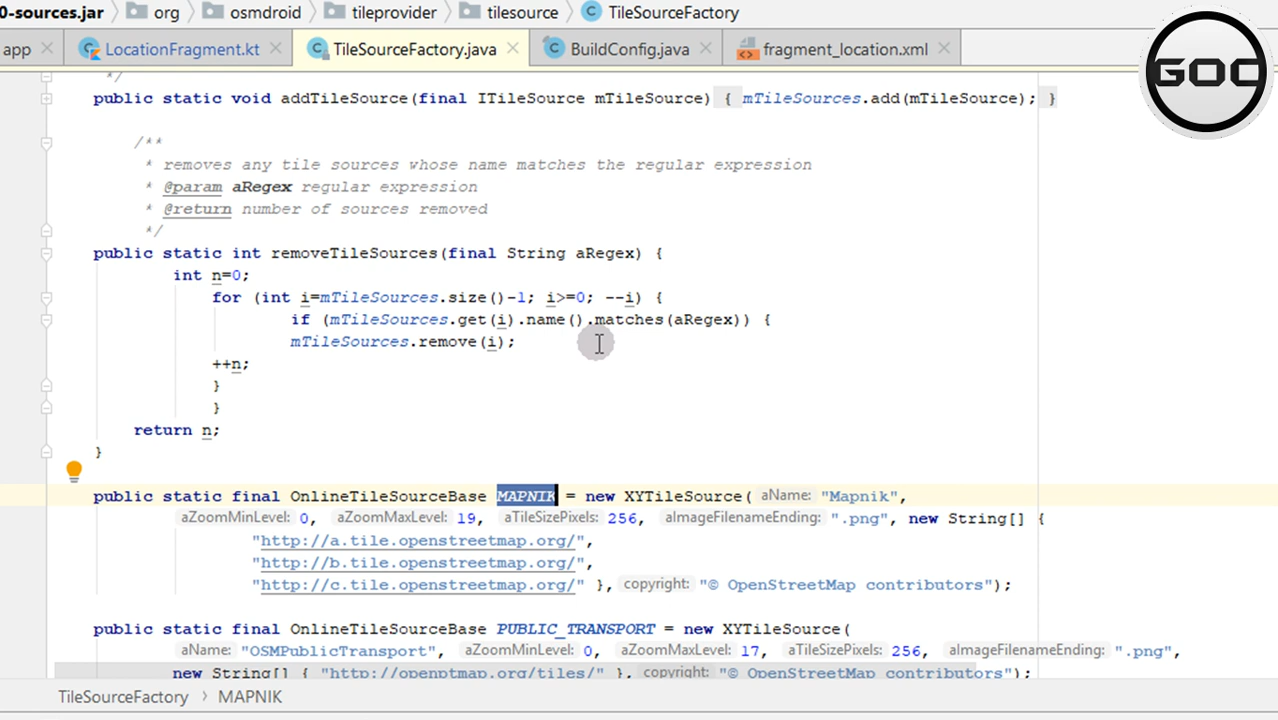 0-sources.jar org osmdroid tileprovider tilesource TileSourceFactory
app LocationFragment.kt TileSourceFactory.java BuildConfig.java fragment_location.xml
GOC
*/
public static void addTileSource(final ITileSource mTileSource) { mTileSources.add(mTileSource); }
/**
* removes any tile sources whose name matches the regular expression
* @param aRegex regular expression
* @return number of sources removed
*/
public static int removeTileSources(final String aRegex) {
int n=0;
for (int i=mTileSources.size()-1; i>=0; --i) {
if (mTileSources.get(i).name().matches(aRegex)) {
mTileSources.remove(i);
++n;
}
}
return n;
}
public static final OnlineTileSourceBase MAPNIK = new XYTileSource( aName: "Mapnik",
aZoomMinLevel: 0, aZoomMaxLevel: 19, aTileSizePixels: 256, aImageFilenameEnding: ".png", new String[] {
"http://a.tile.openstreetmap.org/",
"http://b.tile.openstreetmap.org/",
"http://c.tile.openstreetmap.org/" }, copyright: "© OpenStreetMap contributors");
public static final OnlineTileSourceBase PUBLIC_TRANSPORT = new XYTileSource(
aName: "OSMPublicTransport", aZoomMinLevel: 0, aZoomMaxLevel: 17, aTileSizePixels: 256, aImageFilenameEnding: ".png",
new String[] { "http://openptmap.org/tiles/" }, copyright: "© OpenStreetMap contributors");
TileSourceFactory › MAPNIK